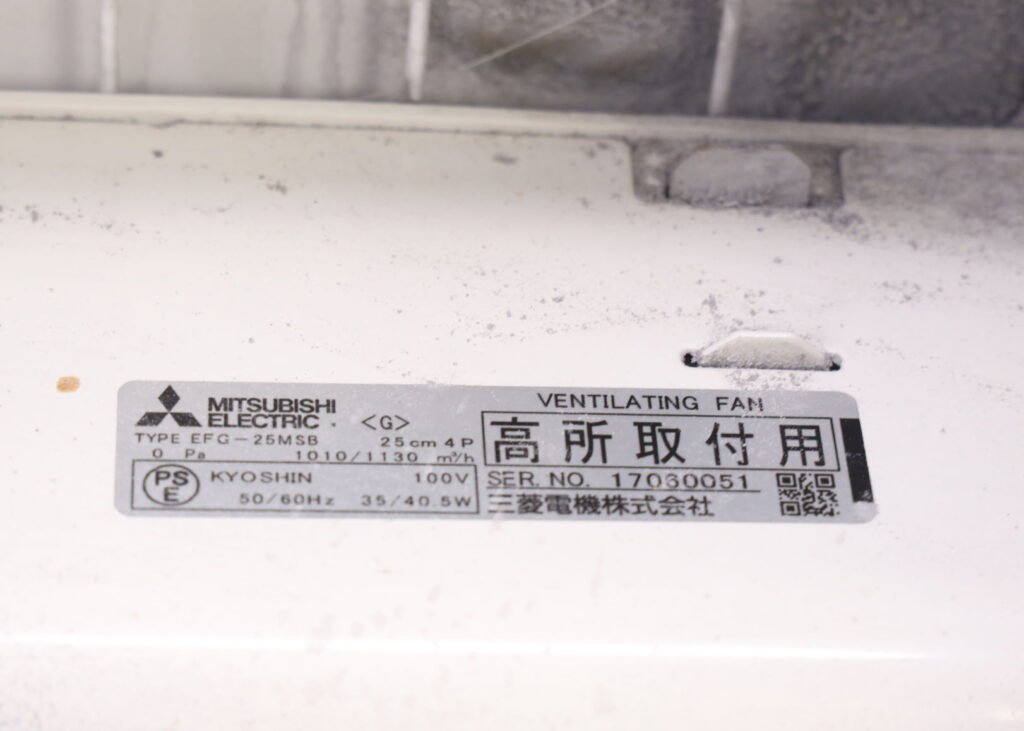 MITSUBISHI
ELECTRIC <G>
TYPE EFG-25MSB 25cm 4P
0 Pa 1010/1130 m³/h
PS
E
KYOSHIN 100V
50/60Hz 35/40.5W
VENTILATING FAN
高所取付用
SER. NO. 17060051
三菱電機株式会社